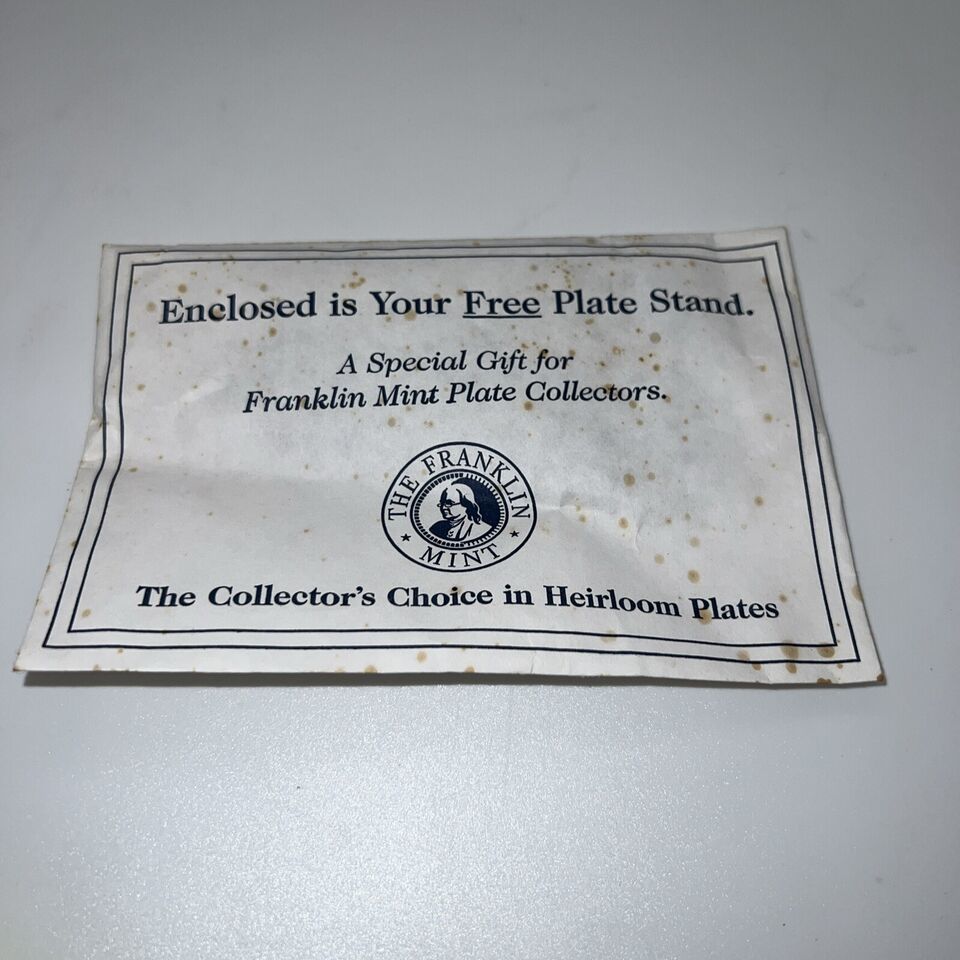 Enclosed is Your Free Plate Stand.
A Special Gift for
Franklin Mint Plate Collectors.
THE FRANKLIN
MINT
The Collector's Choice in Heirloom Plates